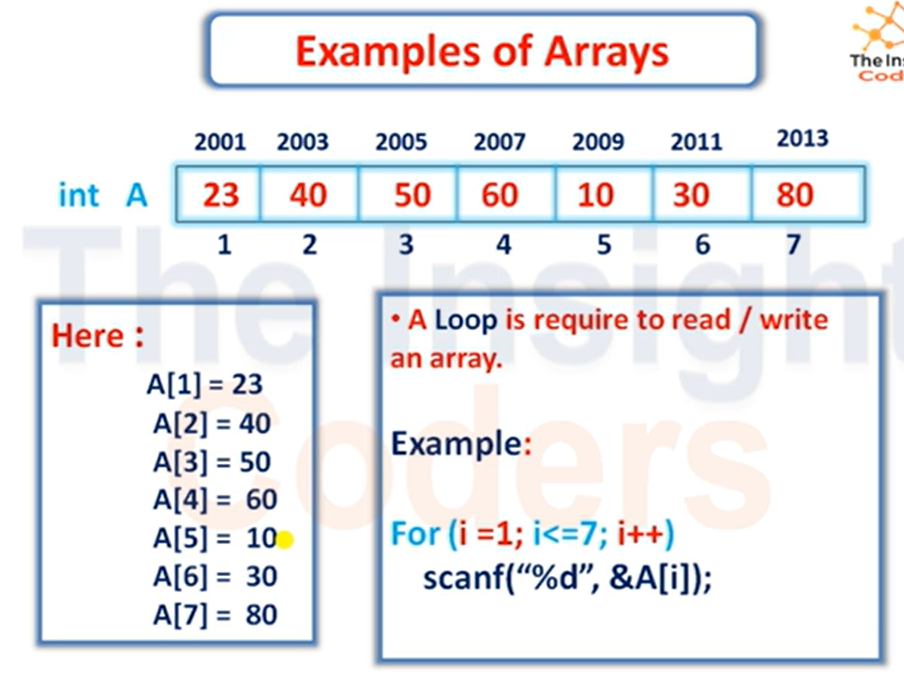 Examples of Arrays
The Ins
Cod
2001 2003 2005 2007 2009 2011 2013
int A 23 40 50 60 10 30 80
1 2 3 4 5 6 7
The Insight
Coders
Here :
A[1] = 23
A[2] = 40
A[3] = 50
A[4] = 60
A[5] = 10
A[6] = 30
A[7] = 80
• A Loop is require to read / write
an array.
Example:
For (i =1; i<=7; i++)
scanf(“%d”, &A[i]);